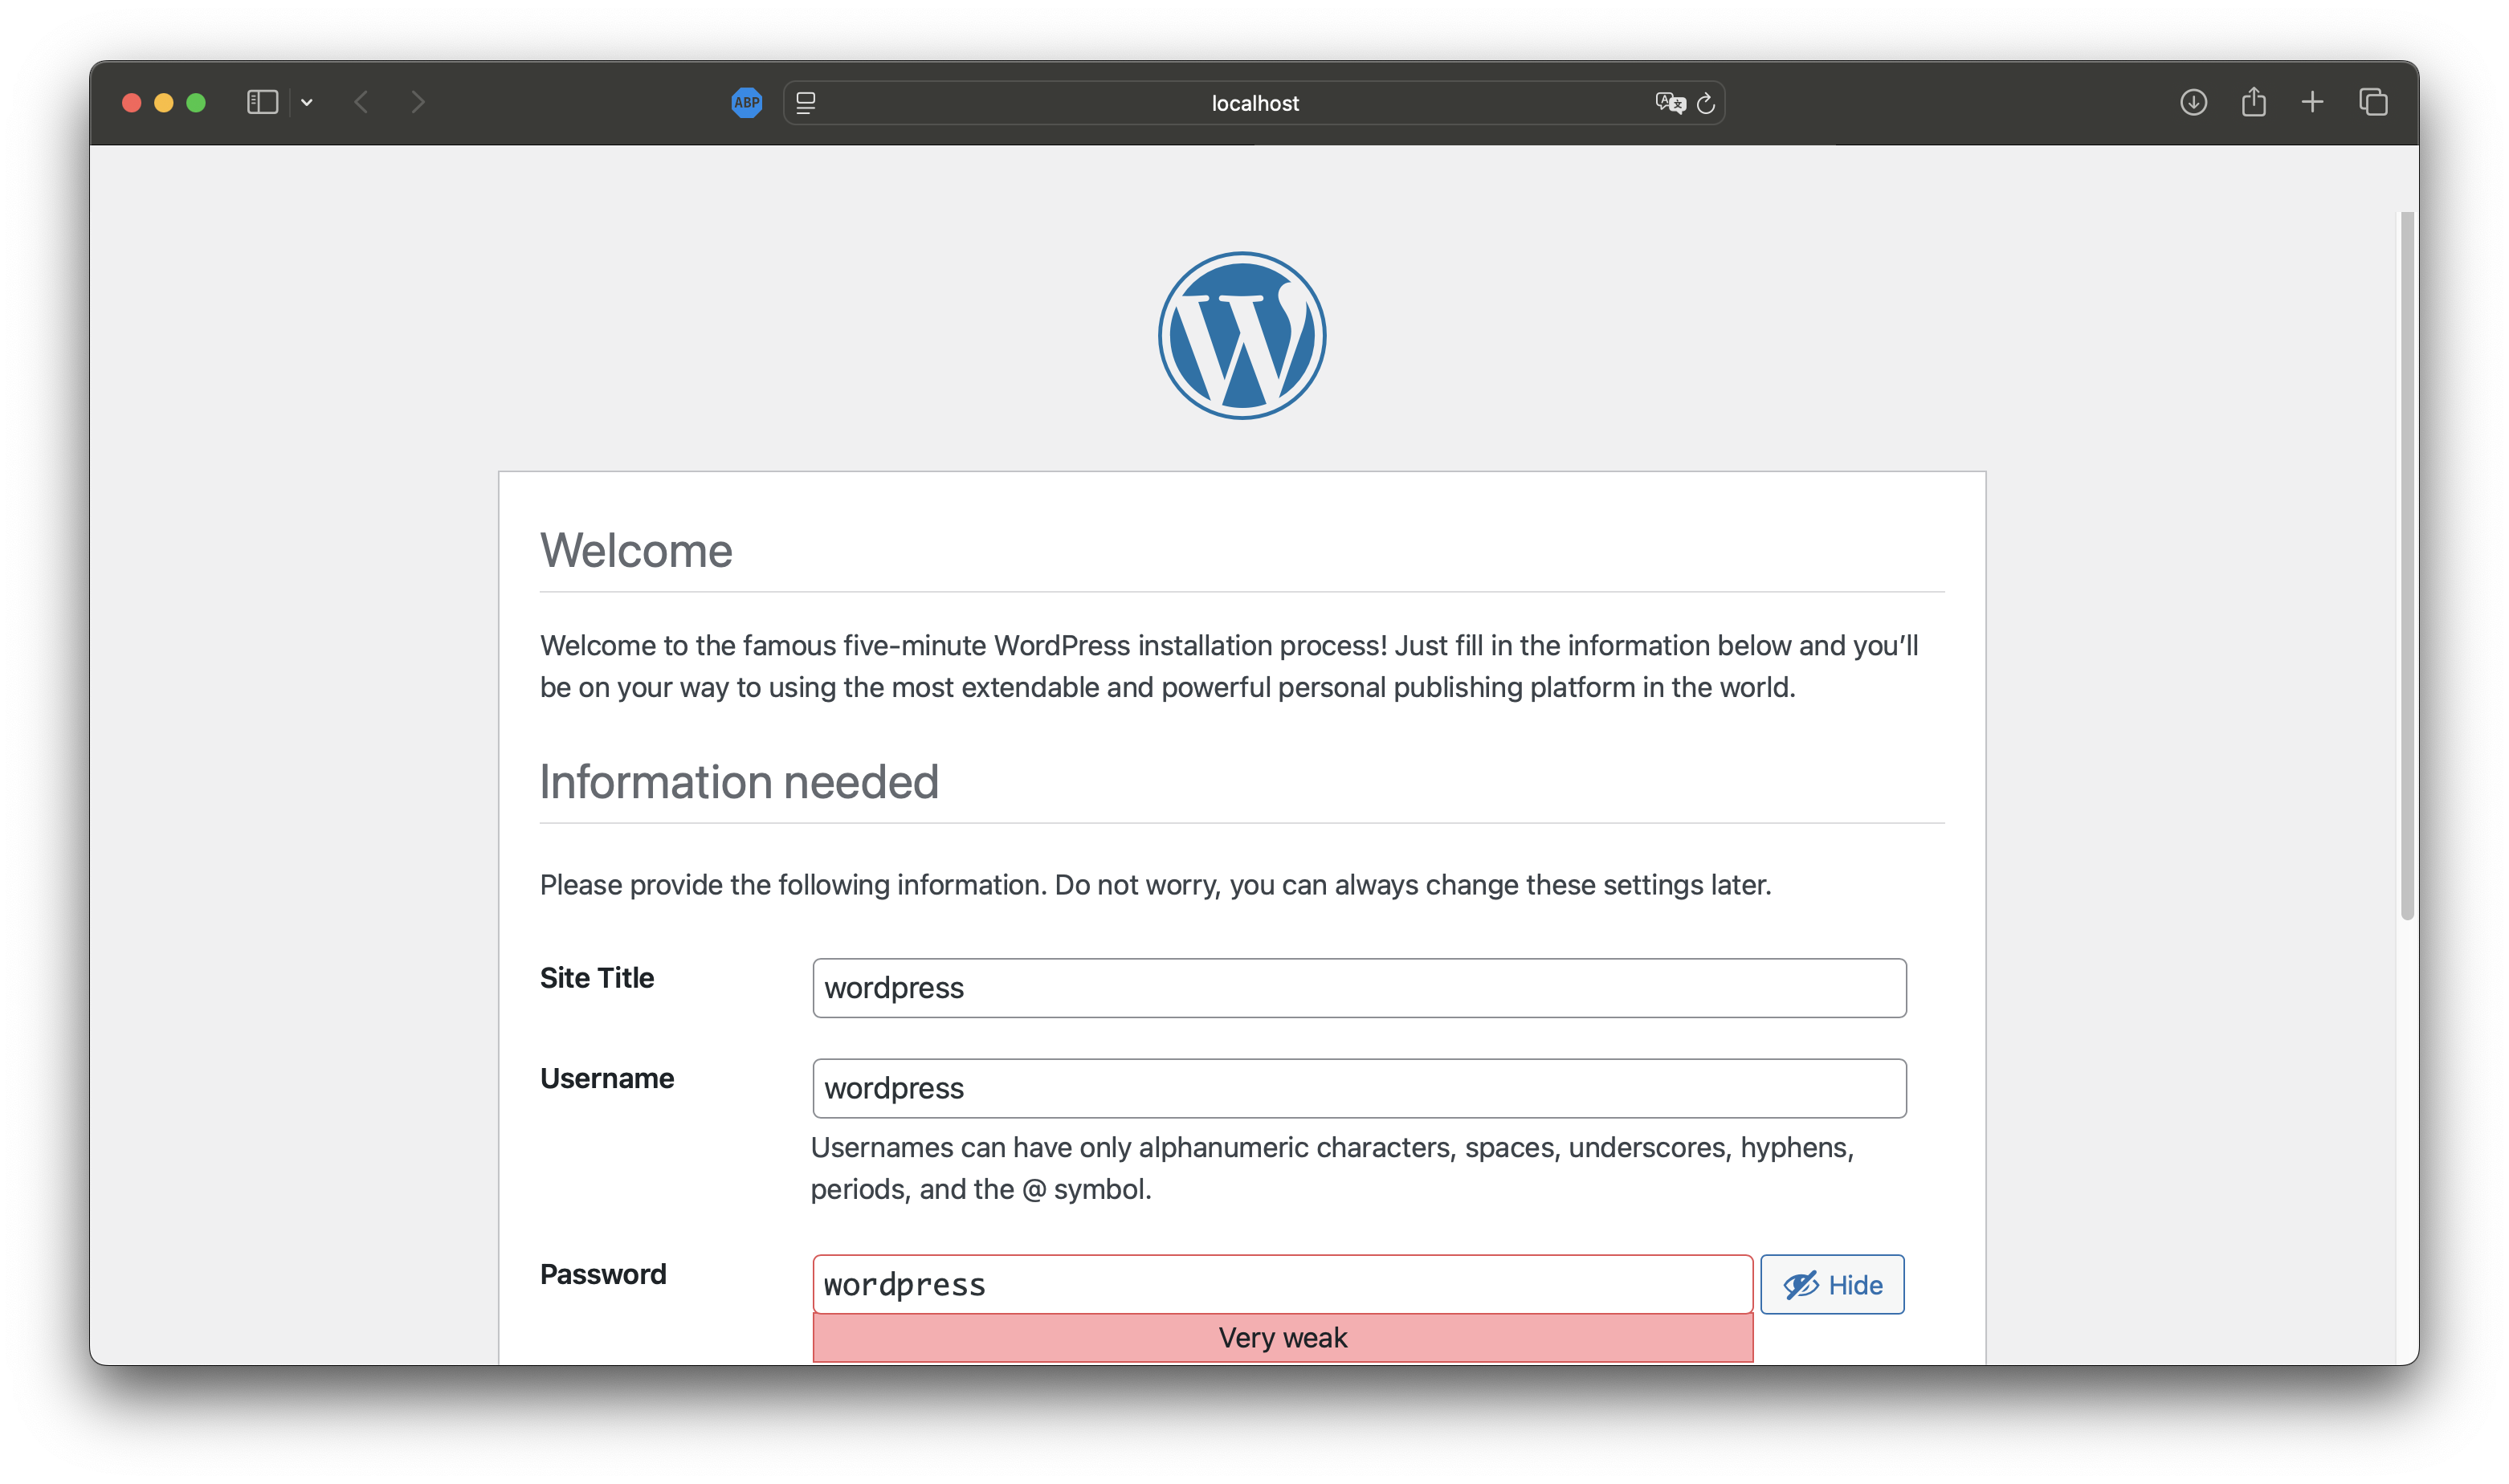 ABP
localhost
Welcome
Welcome to the famous five-minute WordPress installation process! Just fill in the information below and you’ll
be on your way to using the most extendable and powerful personal publishing platform in the world.
Information needed
Please provide the following information. Do not worry, you can always change these settings later.
Site Title
wordpress
Username
wordpress
Usernames can have only alphanumeric characters, spaces, underscores, hyphens,
periods, and the @ symbol.
Password
wordpress
Hide
Very weak